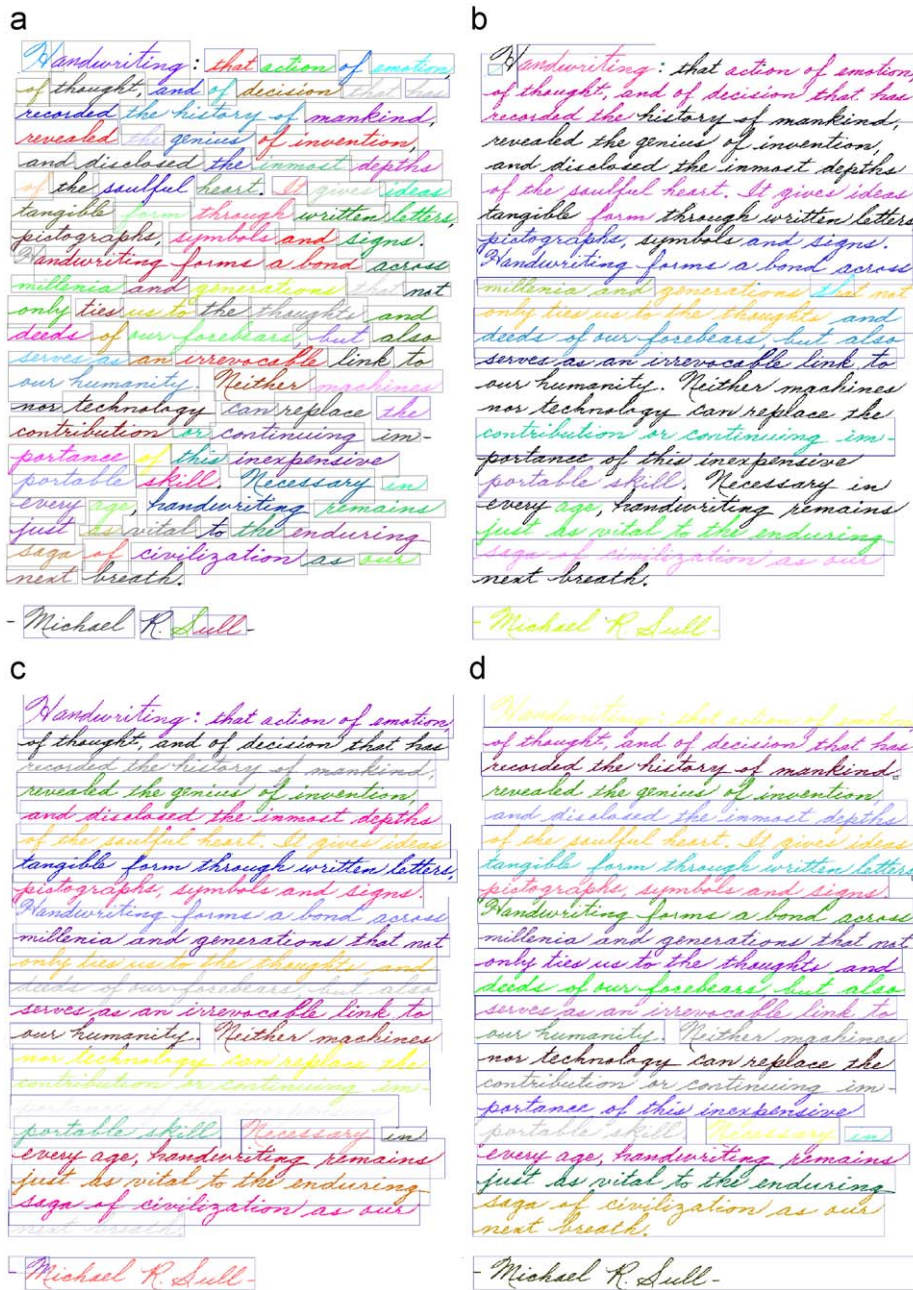 a
Handwriting: that action of emotion,
of thought, and of decision that has
recorded the history of mankind,
revealed the genius of invention,
and disclosed the inmost depths
of the soulful heart. It gives ideas
tangible form through written letters,
pictographs, symbols and signs.
Handwriting forms a bond across
millenia and generations that not
only ties us to the thoughts and
deeds of our forebears, but also
serves as an irrevocable link to
our humanity. Neither machines
nor technology can replace the
contribution or continuing im-
portance of this inexpensive
portable skill. Necessary in
every age, handwriting remains
just as vital to the enduring
saga of civilization as our
next breath.
- Michael R. Sull-
b
Handwriting: that action of emotion,
of thought, and of decision that has
recorded the history of mankind,
revealed the genius of invention,
and disclosed the inmost depths
of the soulful heart. It gives ideas
tangible form through written letters
pictographs, symbols and signs.
Handwriting forms a bond across
millenia and generations that not
only ties us to the thoughts and
deeds of our forebears, but also
serves as an irrevocable link to
our humanity. Neither machines
nor technology can replace the
contribution or continuing im-
portance of this inexpensive
portable skill. Necessary in
every age, handwriting remains
just as vital to the enduring
saga of civilization as our
next breath.
- Michael R. Sull-
c
Handwriting: that action of emotion,
of thought, and of decision that has
recorded the history of mankind,
revealed the genius of invention,
and disclosed the inmost depths
of the soulful heart. It gives ideas
tangible form through written letters,
pictographs, symbols and signs.
Handwriting forms a bond across
millenia and generations that not
only ties us to the thoughts and
deeds of our forebears, but also
serves as an irrevocable link to
our humanity. Neither machines
nor technology can replace the
contribution or continuing im-
portance of this inexpensive
portable skill. Necessary in
every age, handwriting remains
just as vital to the enduring
saga of civilization as our
next breath.
- Michael R. Sull-
d
Handwriting: that action of emotion,
of thought, and of decision that has
recorded the history of mankind,
revealed the genius of invention,
and disclosed the inmost depths
of the soulful heart. It gives ideas
tangible form through written letters
pictographs, symbols and signs.
Handwriting forms a bond across
millenia and generations that not
only ties us to the thoughts and
deeds of our forebears, but also
serves as an irrevocable link to
our humanity. Neither machines
nor technology can replace the
contribution or continuing im-
portance of this inexpensive
portable skill. Necessary in
every age, handwriting remains
just as vital to the enduring
saga of civilization as our
next breath.
- Michael R. Sull-